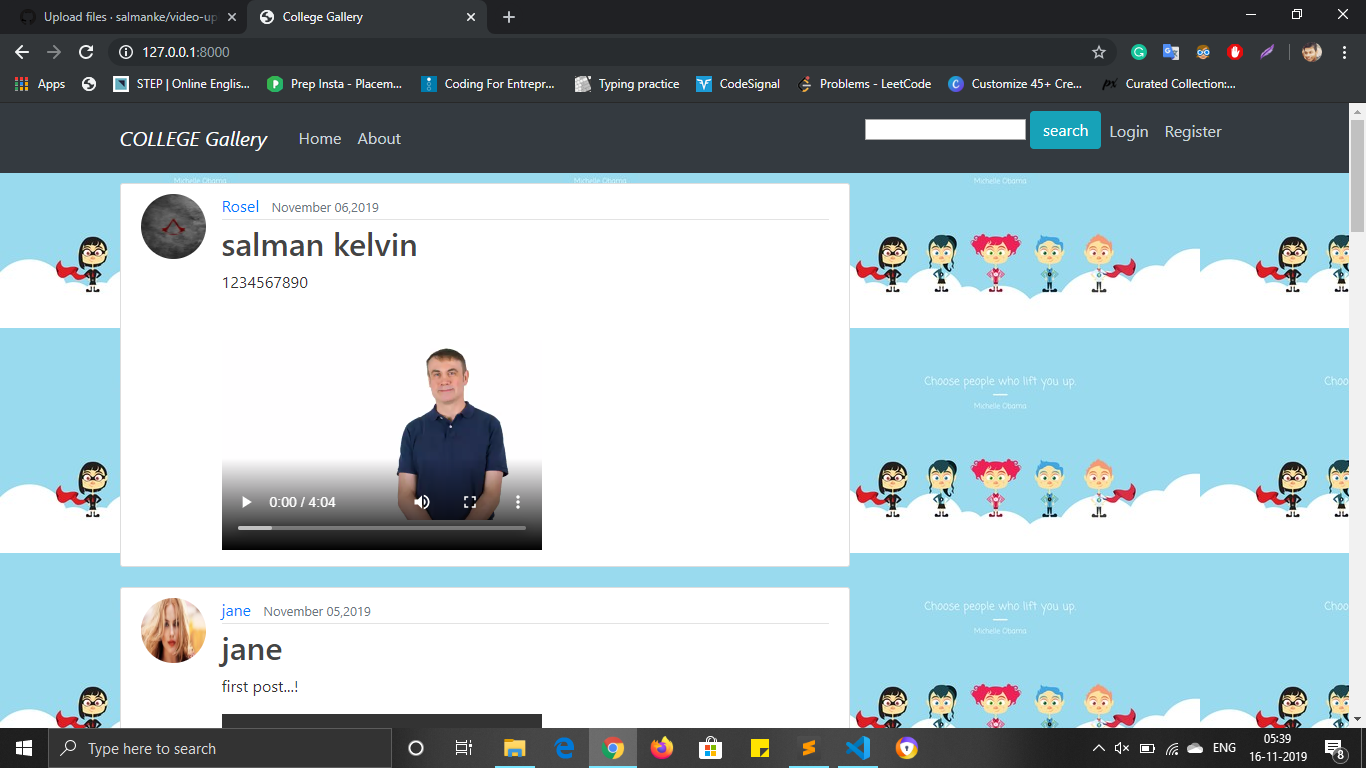 Upload files · salmanke/video-up
College Gallery
127.0.0.1:8000
Apps
STEP | Online Englis...
Prep Insta - Placem...
Coding For Entrepr...
Typing practice
CodeSignal
Problems - LeetCode
Customize 45+ Cre...
px
Curated Collection:...
COLLEGE Gallery
Home
About
search
Login
Register
Michelle Obama
Michelle Obama
Michelle Obama
Rosel
November 06,2019
salman kelvin
1234567890
0:00 / 4:04
Choose people who lift you up.
Choo
Michelle Obama
jane
November 05,2019
jane
first post...!
Choose people who lift you up.
Choo
Michelle Obama
Type here to search
ENG
05:39
16-11-2019
8